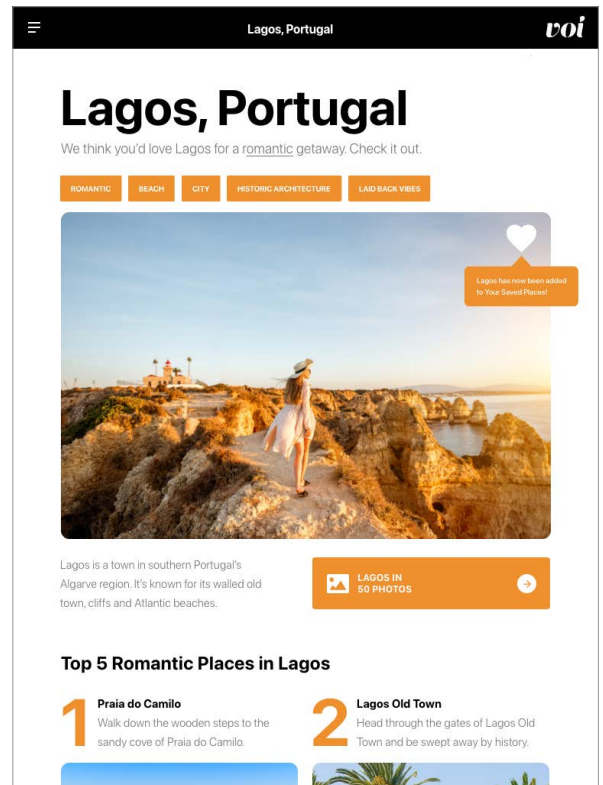 Lagos, Portugal
voi
Lagos, Portugal
We think you'd love Lagos for a romantic getaway. Check it out.
ROMANTIC
BEACH
CITY
HISTORIC ARCHITECTURE
LAID BACK VIBES
Lagos has now been added
to Your Saved Places!
Lagos is a town in southern Portugal's
Algarve region. It's known for its walled old
town, cliffs and Atlantic beaches.
LAGOS IN
50 PHOTOS
Top 5 Romantic Places in Lagos
1
Praia do Camilo
Walk down the wooden steps to the
sandy cove of Praia do Camilo.
2
Lagos Old Town
Head through the gates of Lagos Old
Town and be swept away by history.